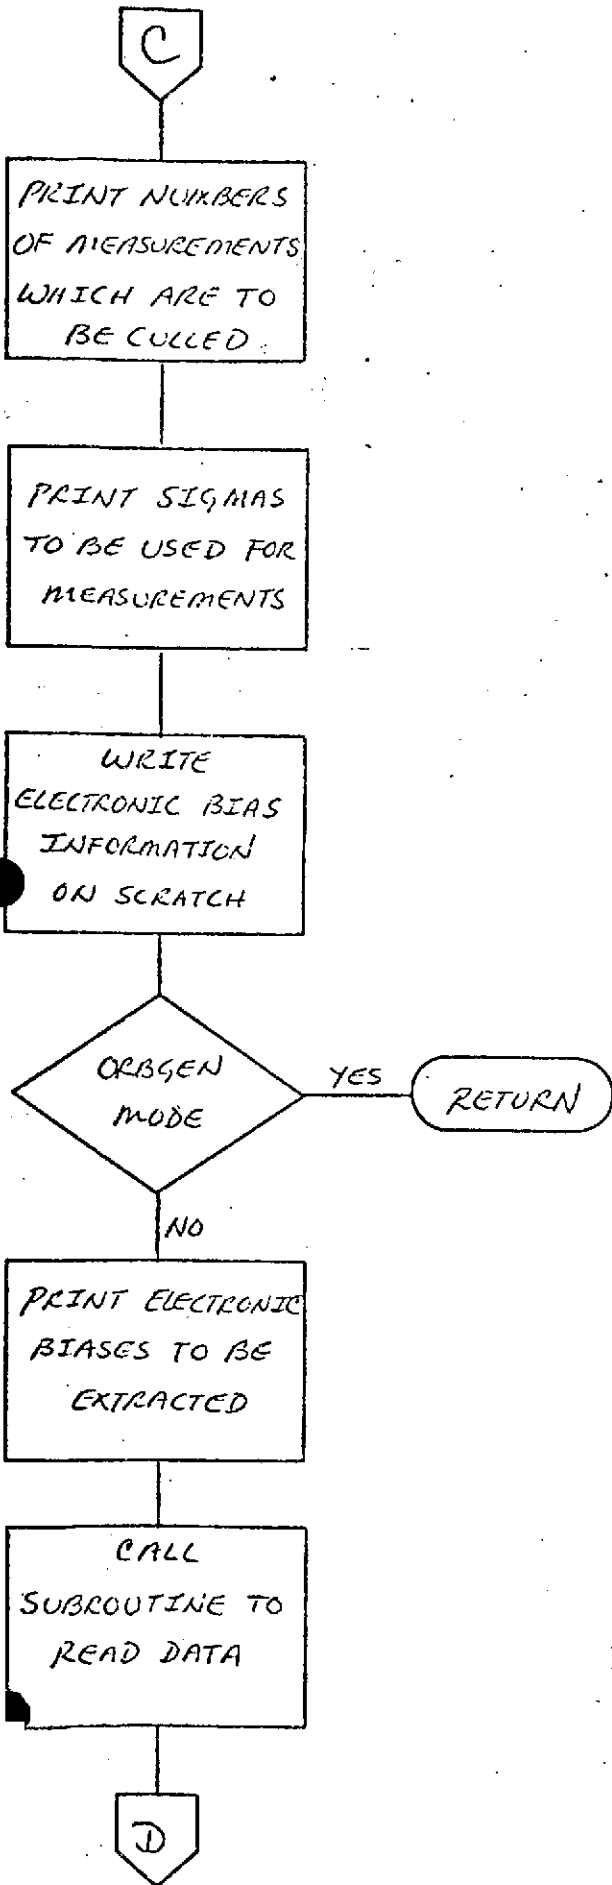 C
PRINT NUMBERS
OF MEASUREMENTS
WHICH ARE TO
BE CULLED
PRINT SIGMAS
TO BE USED FOR
MEASUREMENTS
WRITE
ELECTRONIC BIAS
INFORMATION
ON SCRATCH
ORBGEN
MODE
YES
RETURN
NO
PRINT ELECTRONIC
BIASES TO BE
EXTRACTED
CALL
SUBROUTINE TO
READ DATA
D